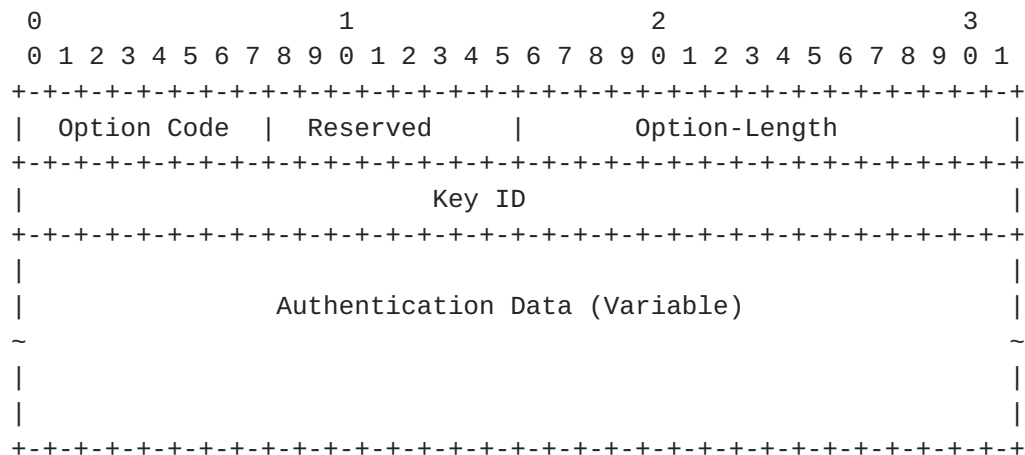 0                   1                   2                   3
 0 1 2 3 4 5 6 7 8 9 0 1 2 3 4 5 6 7 8 9 0 1 2 3 4 5 6 7 8 9 0 1
+-+-+-+-+-+-+-+-+-+-+-+-+-+-+-+-+-+-+-+-+-+-+-+-+-+-+-+-+-+-+-+-+
|  Option Code  |  Reserved     |       Option-Length           |
+-+-+-+-+-+-+-+-+-+-+-+-+-+-+-+-+-+-+-+-+-+-+-+-+-+-+-+-+-+-+-+-+
|                          Key ID                               |
+-+-+-+-+-+-+-+-+-+-+-+-+-+-+-+-+-+-+-+-+-+-+-+-+-+-+-+-+-+-+-+-+
|                                                               |
|                Authentication Data (Variable)                 |
~                                                               ~
|                                                               |
|                                                               |
+-+-+-+-+-+-+-+-+-+-+-+-+-+-+-+-+-+-+-+-+-+-+-+-+-+-+-+-+-+-+-+-+